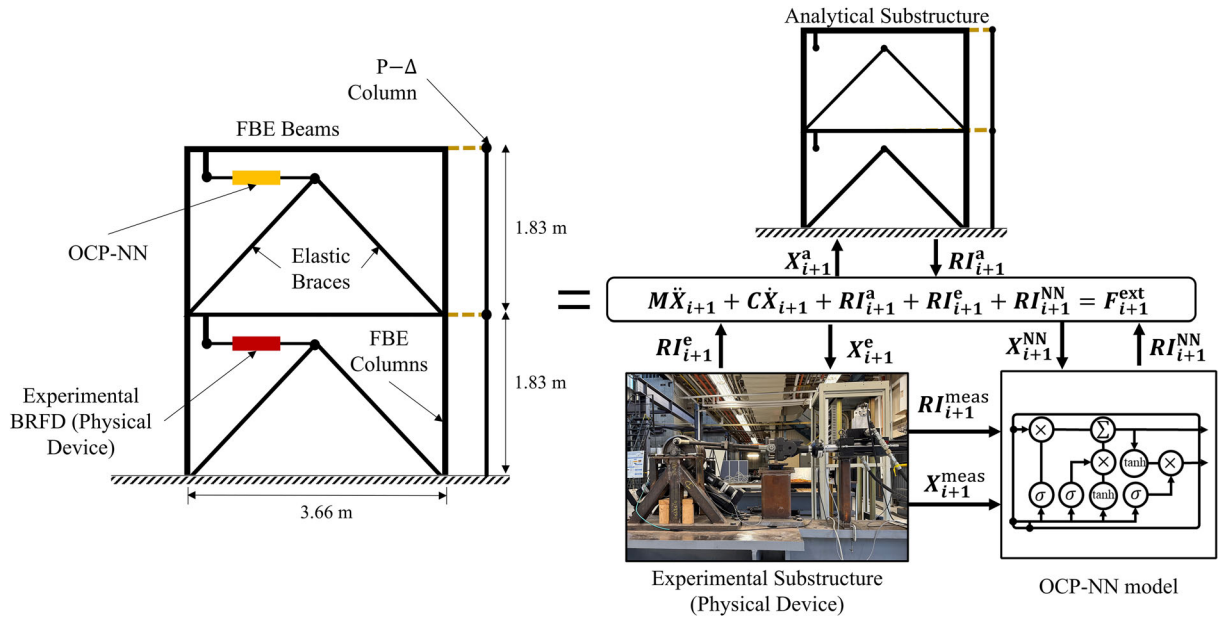 P−Δ
Column
FBE Beams
OCP-NN
Elastic
Braces
1.83 m
FBE
Columns
1.83 m
Experimental
BRFD (Physical
Device)
3.66 m
=
Analytical Substructure
X^a_{i+1}
RI^a_{i+1}
MẌ_{i+1} + CẊ_{i+1} + RI^a_{i+1} + RI^e_{i+1} + RI^NN_{i+1} = F^ext_{i+1}
RI^e_{i+1}
X^e_{i+1}
X^NN_{i+1}
RI^NN_{i+1}
RI^meas_{i+1}
X^meas_{i+1}
× Σ
tanh ×
×
σ σ tanh σ
Experimental Substructure
(Physical Device)
OCP-NN model